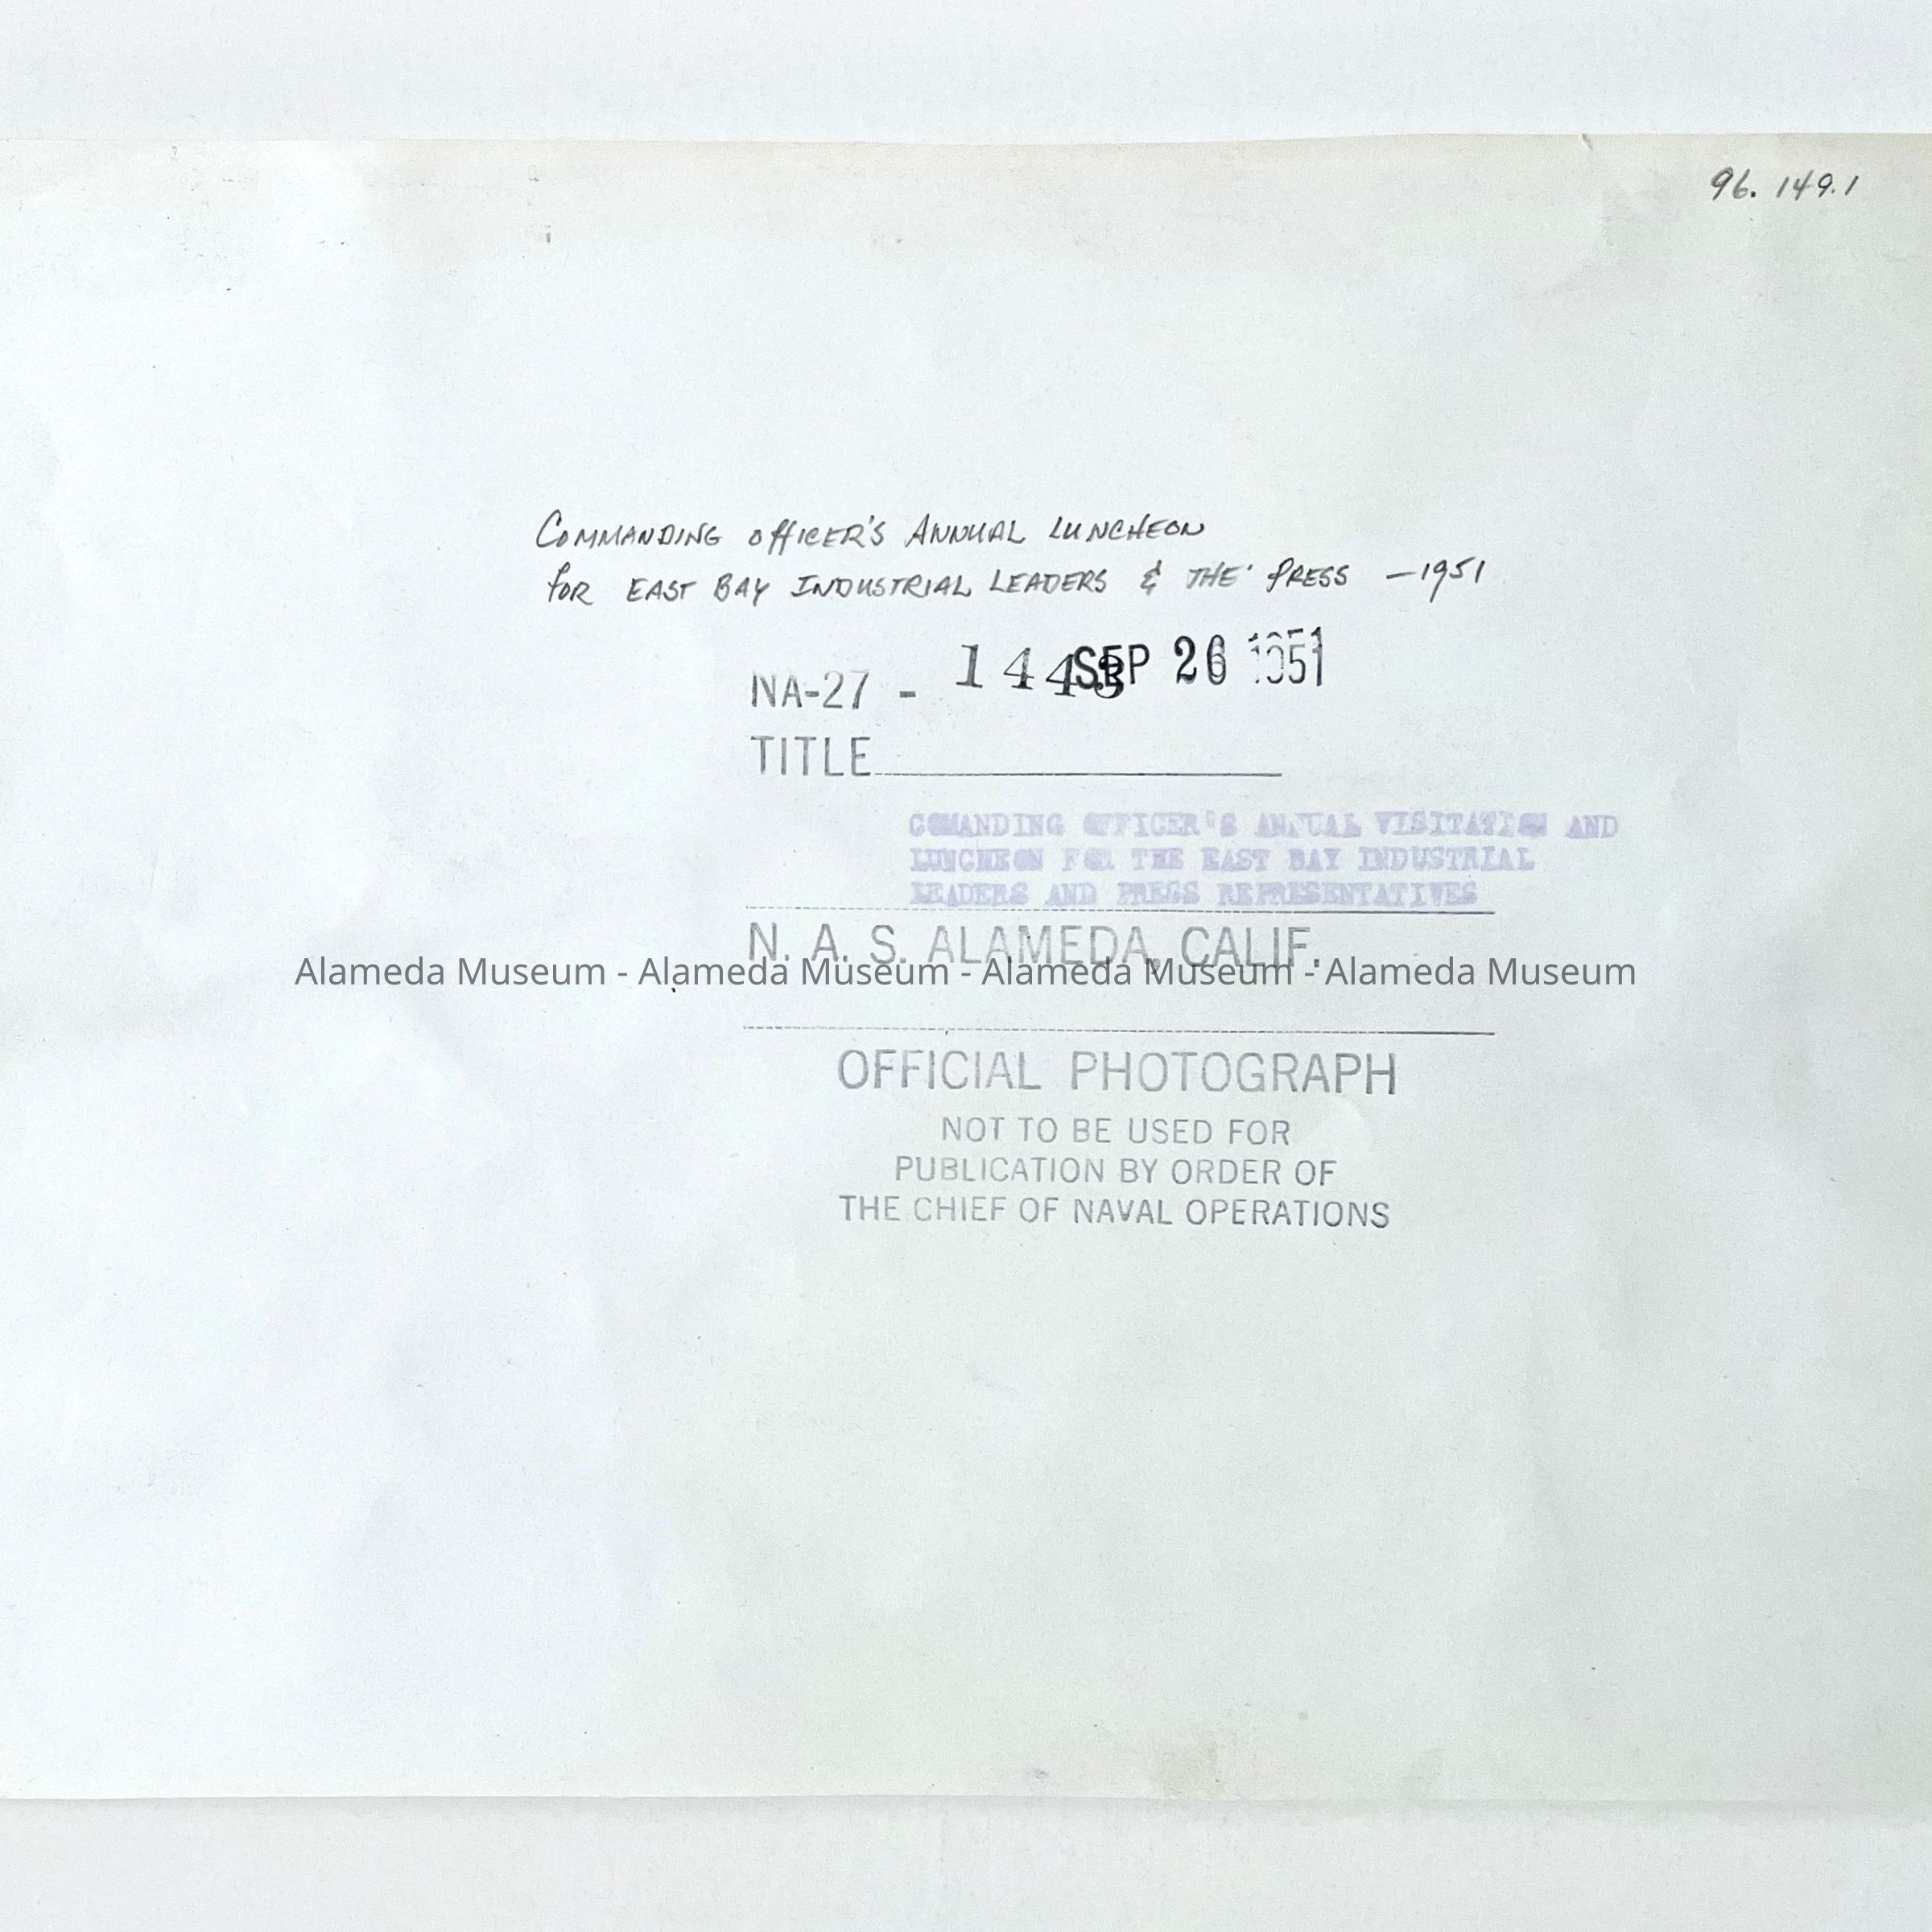 96.149.1
COMMANDING OFFICER'S ANNUAL LUNCHEON
FOR EAST BAY INDUSTRIAL LEADERS & THE PRESS —1951
NA-27 - SEP 26 1951
TITLE
COMANDING OFFICER'S ANNUAL VISITATION AND
LUNCHEON FOR THE EAST BAY INDUSTRIAL
LEADERS AND PRESS REPRESENTATIVES
N. A. S. ALAMEDA, CALIF.
Alameda Museum - Alameda Museum - Alameda Museum - Alameda Museum
OFFICIAL PHOTOGRAPH
NOT TO BE USED FOR
PUBLICATION BY ORDER OF
THE CHIEF OF NAVAL OPERATIONS